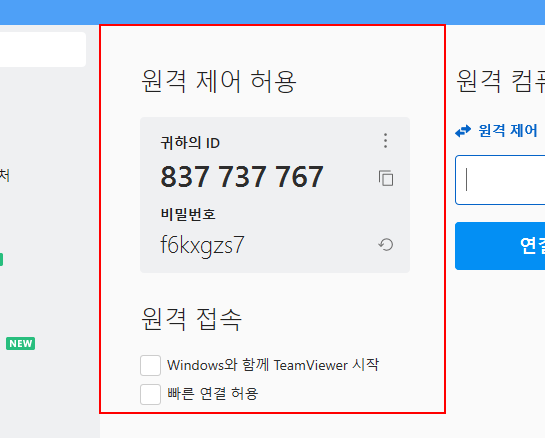 처
NEW
원격 제어 허용
귀하의 ID
837 737 767
비밀번호
f6kxgzs7
원격 접속
Windows와 함께 TeamViewer 시작
빠른 연결 허용
원격 컴퓨
원격 제어
연결